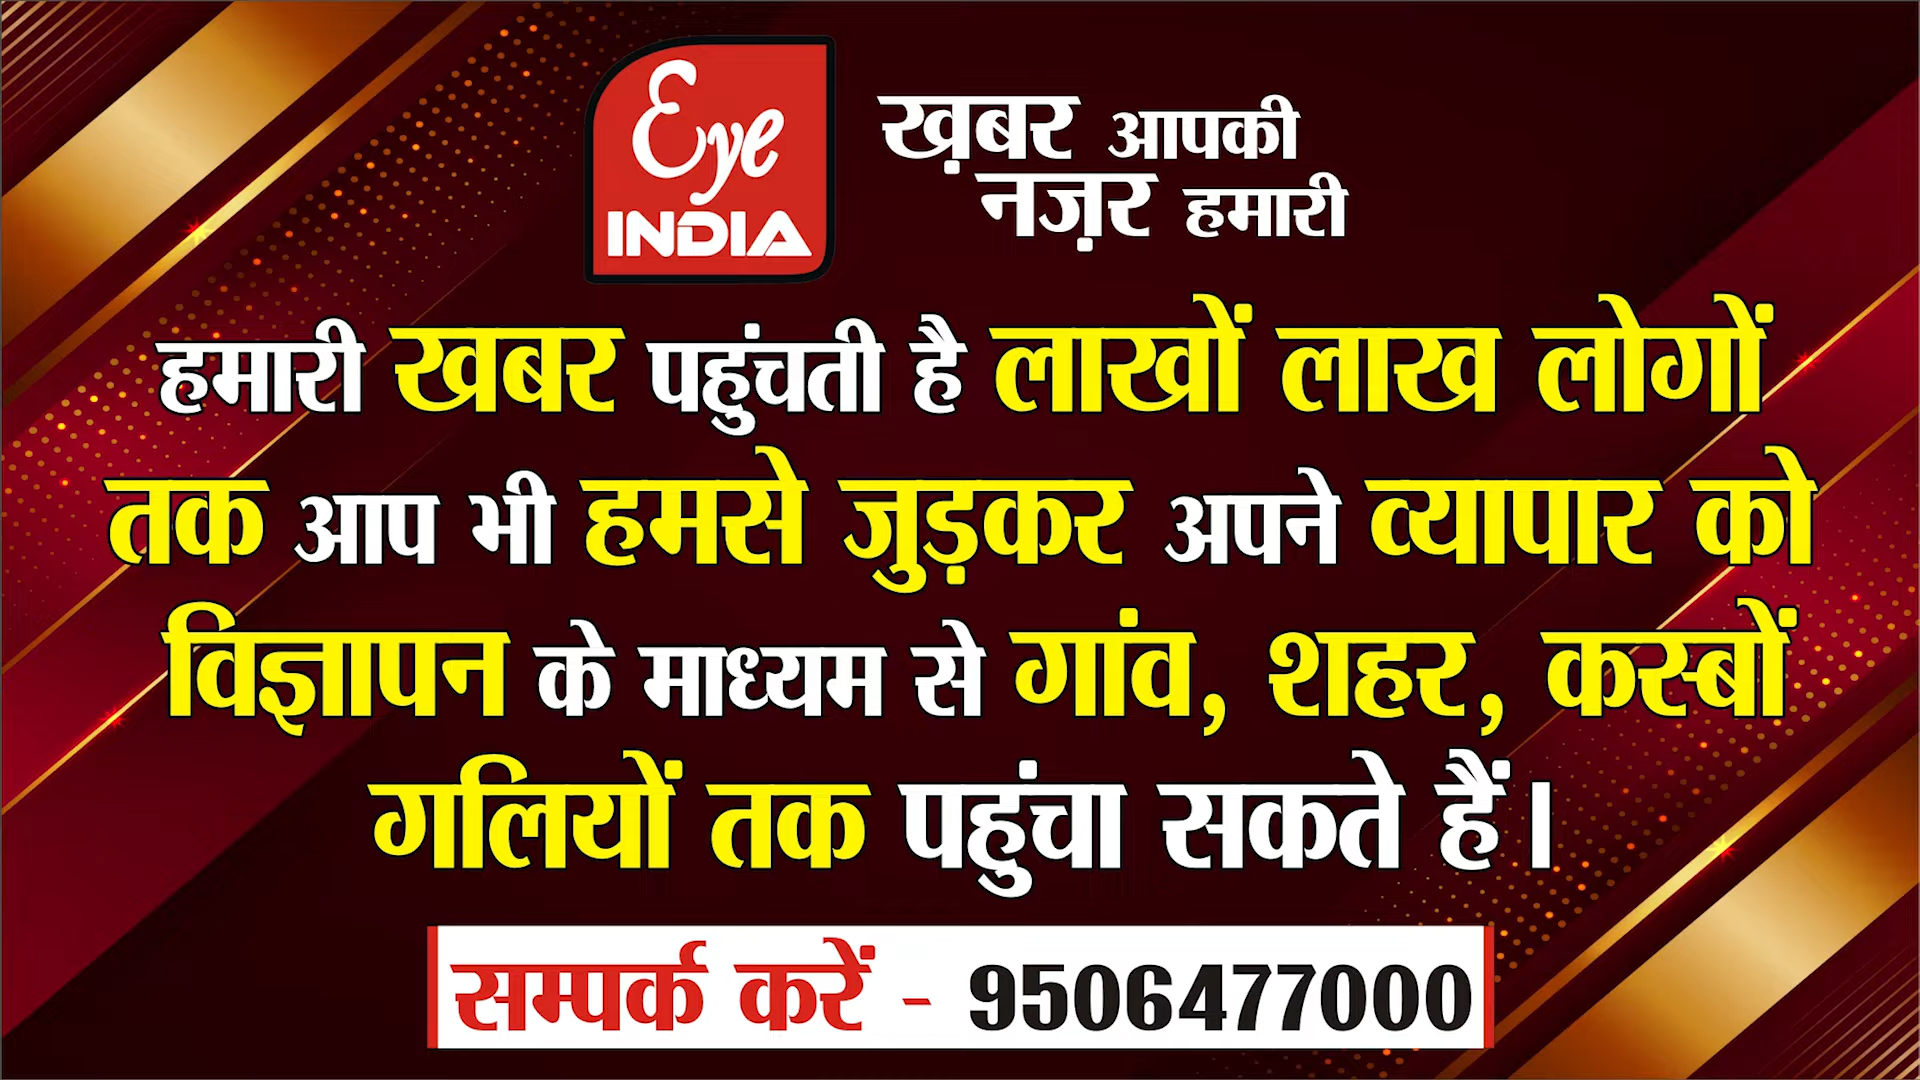 Eye
INDIA
ख़बर आपकी
नज़र हमारी
हमारी खबर पहुंचती है लाखों लाख लोगों
तक आप भी हमसे जुड़कर अपने व्यापार को
विज्ञापन के माध्यम से गांव, शहर, कस्बों
गलियों तक पहुंचा सकते हैं।
सम्पर्क करें - 9506477000